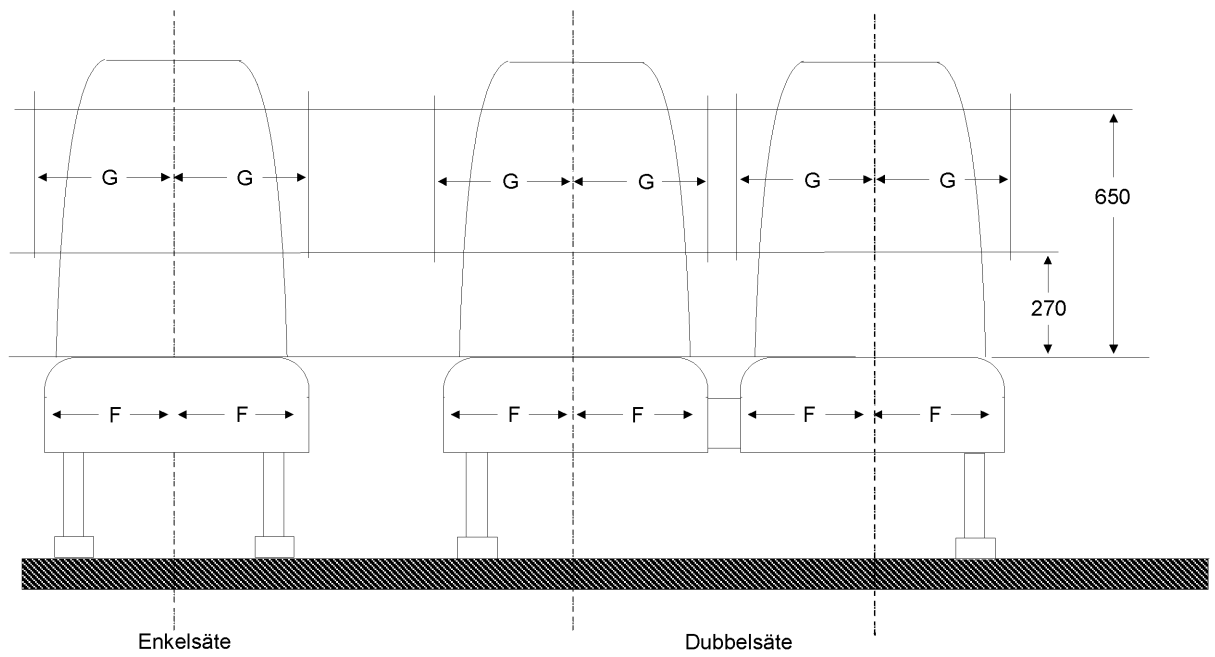 G G G G G G
650
270
F F F F F F
Enkelsäte Dubbelsäte